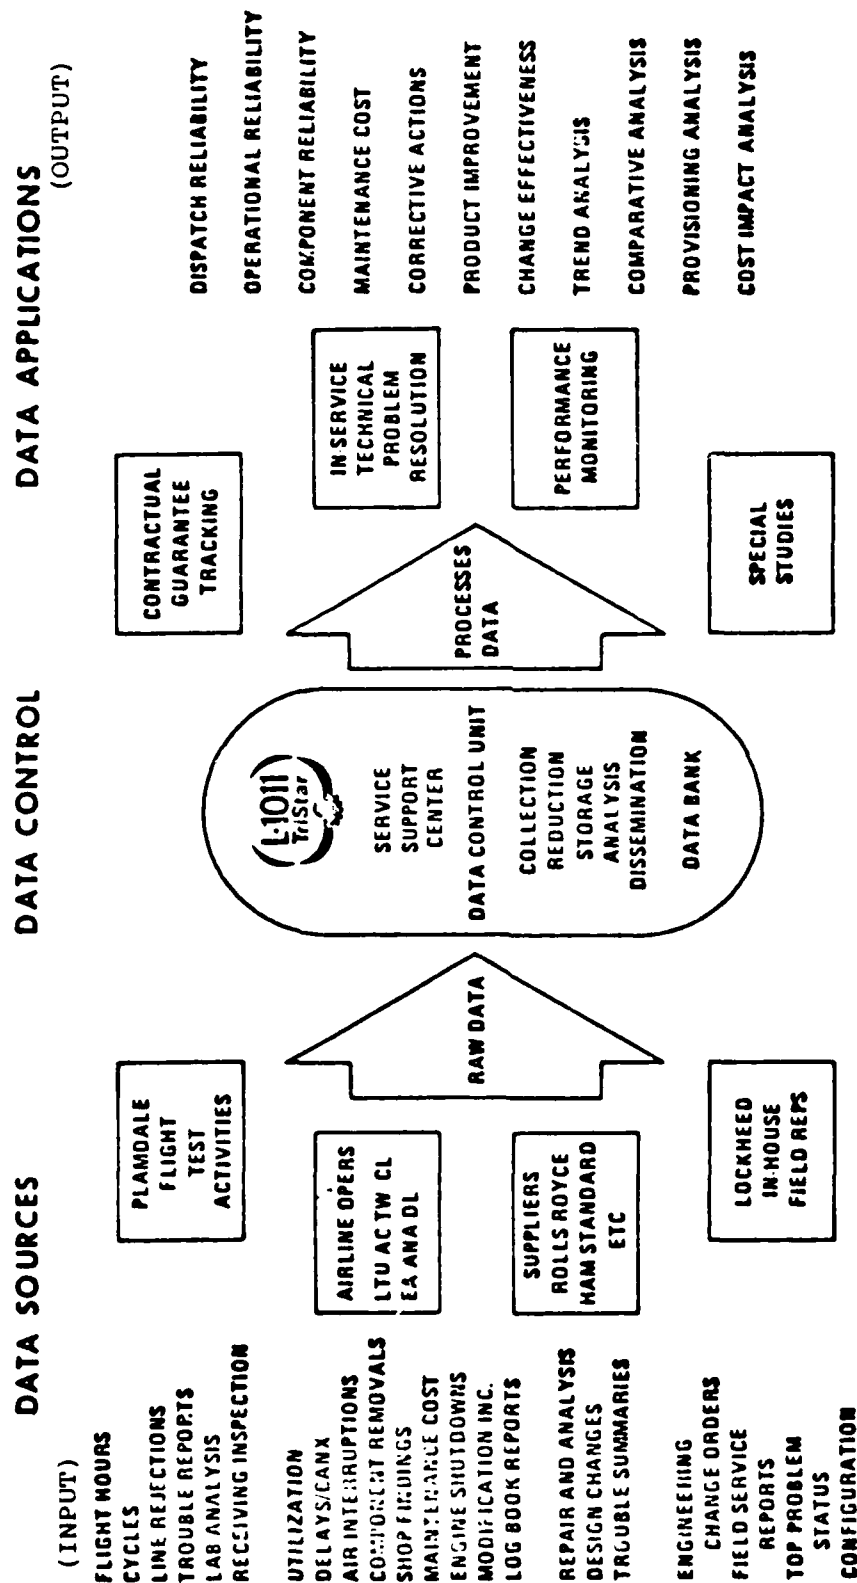 DATA SOURCES
DATA CONTROL
DATA APPLICATIONS
(INPUT)
(OUTPUT)
FLIGHT HOURS
CYCLES
LINE REJECTIONS
TROUBLE REPORTS
LAB ANALYSIS
RECEIVING INSPECTION
UTILIZATION
DELAYS/CANX
AIR INTERRUPTIONS
COMPONENT REMOVALS
SHOP FINDINGS
MAINTENANCE COST
ENGINE SHUTDOWNS
MODIFICATION INC.
LOG BOOK REPORTS
REPAIR AND ANALYSIS
DESIGN CHANGES
TROUBLE SUMMARIES
ENGINEERING
CHANGE ORDERS
FIELD SERVICE
REPORTS
TOP PROBLEM
STATUS
CONFIGURATION
PLAMDALE
FLIGHT
TEST
ACTIVITIES
AIRLINE OPERS
LTU AC TW CL
EA ANA DL
SUPPLIERS
ROLLS ROYCE
HAM STANDARD
ETC
LOCKHEED
IN-HOUSE
FIELD REPS
RAW DATA
L-1011
TriStar
SERVICE
SUPPORT
CENTER
DATA CONTROL UNIT
COLLECTION
REDUCTION
STORAGE
ANALYSIS
DISSEMINATION
DATA BANK
PROCESSES
DATA
CONTRACTUAL
GUARANTEE
TRACKING
IN-SERVICE
TECHNICAL
PROBLEM
RESOLUTION
PERFORMANCE
MONITORING
SPECIAL
STUDIES
DISPATCH RELIABILITY
OPERATIONAL RELIABILITY
COMPONENT RELIABILITY
MAINTENANCE COST
CORRECTIVE ACTIONS
PRODUCT IMPROVEMENT
CHANGE EFFECTIVENESS
TREND ANALYSIS
COMPARATIVE ANALYSIS
PROVISIONING ANALYSIS
COST IMPACT ANALYSIS